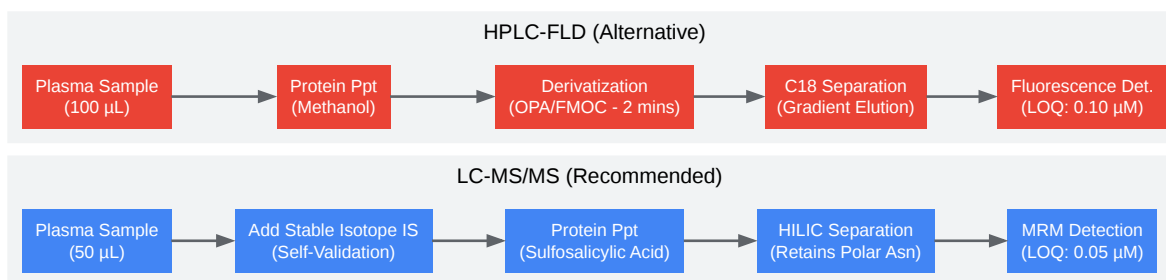 HPLC-FLD (Alternative)
Plasma Sample
(100 µL)
Protein Ppt
(Methanol)
Derivatization
(OPA/FMOC - 2 mins)
C18 Separation
(Gradient Elution)
Fluorescence Det.
(LOQ: 0.10 µM)
LC-MS/MS (Recommended)
Plasma Sample
(50 µL)
Add Stable Isotope IS
(Self-Validation)
Protein Ppt
(Sulfosalicylic Acid)
HILIC Separation
(Retains Polar Asn)
MRM Detection
(LOQ: 0.05 µM)